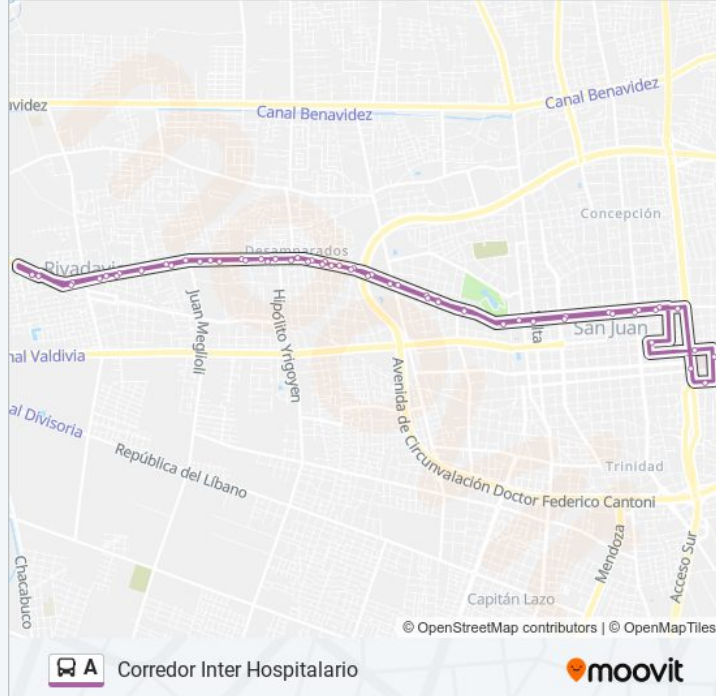 avidez
Canal Benavidez
Canal Benavidez
Concepción
Desamparados
Rivadavia
Juan Meglioli
Hipólito Yrigoyen
San Juan
nal Valdivia
al Divisoria
República del Líbano
Avenida de Circunvalación Doctor Federico Cantoni
Trinidad
Mendoza
Acceso Sur
Chacabuco
Capitán Lazo
© OpenStreetMap contributors | © OpenMapTiles
A Corredor Inter Hospitalario
moovit